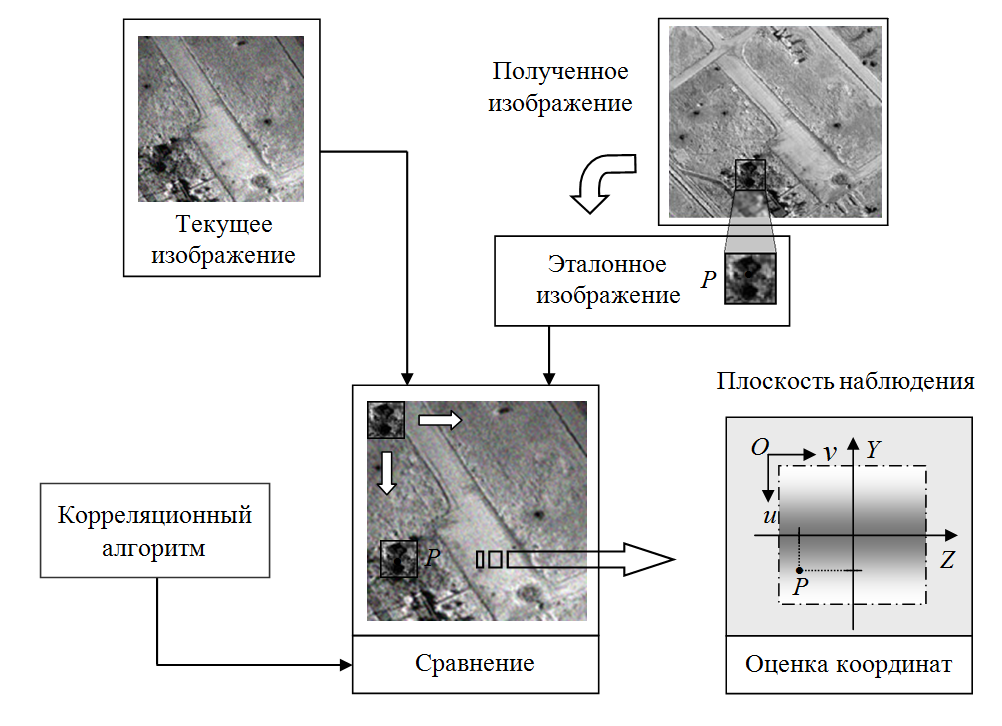 Полученное
изображение
Текущее
изображение
Эталонное
изображение
P
Плоскость наблюдения
O
v
Y
u
Z
P
Корреляционный
алгоритм
P
Сравнение
Оценка координат